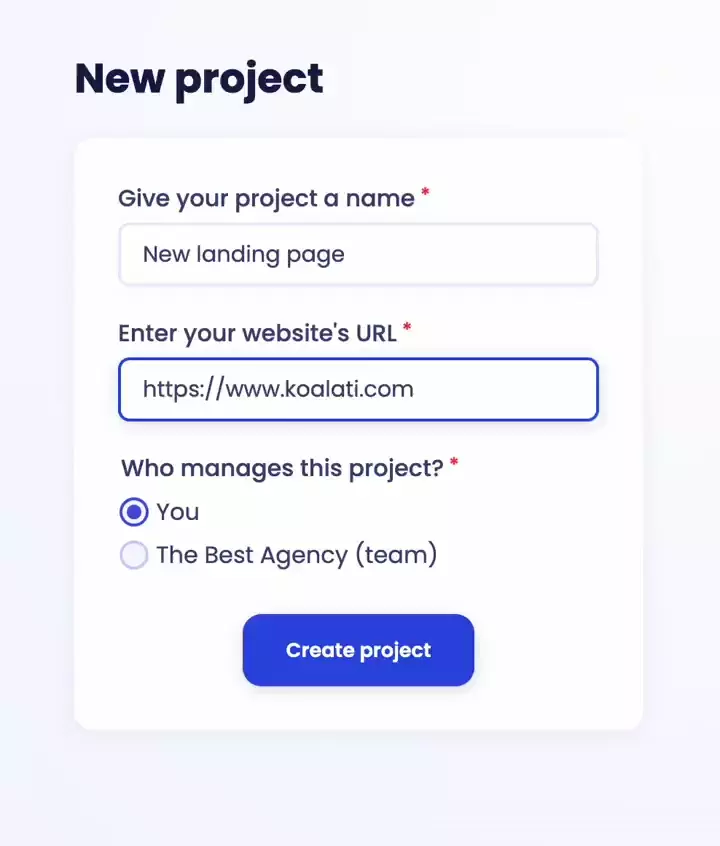 New project
Give your project a name *
New landing page
Enter your website's URL *
https://www.koalati.com
Who manages this project? *
You
The Best Agency (team)
Create project